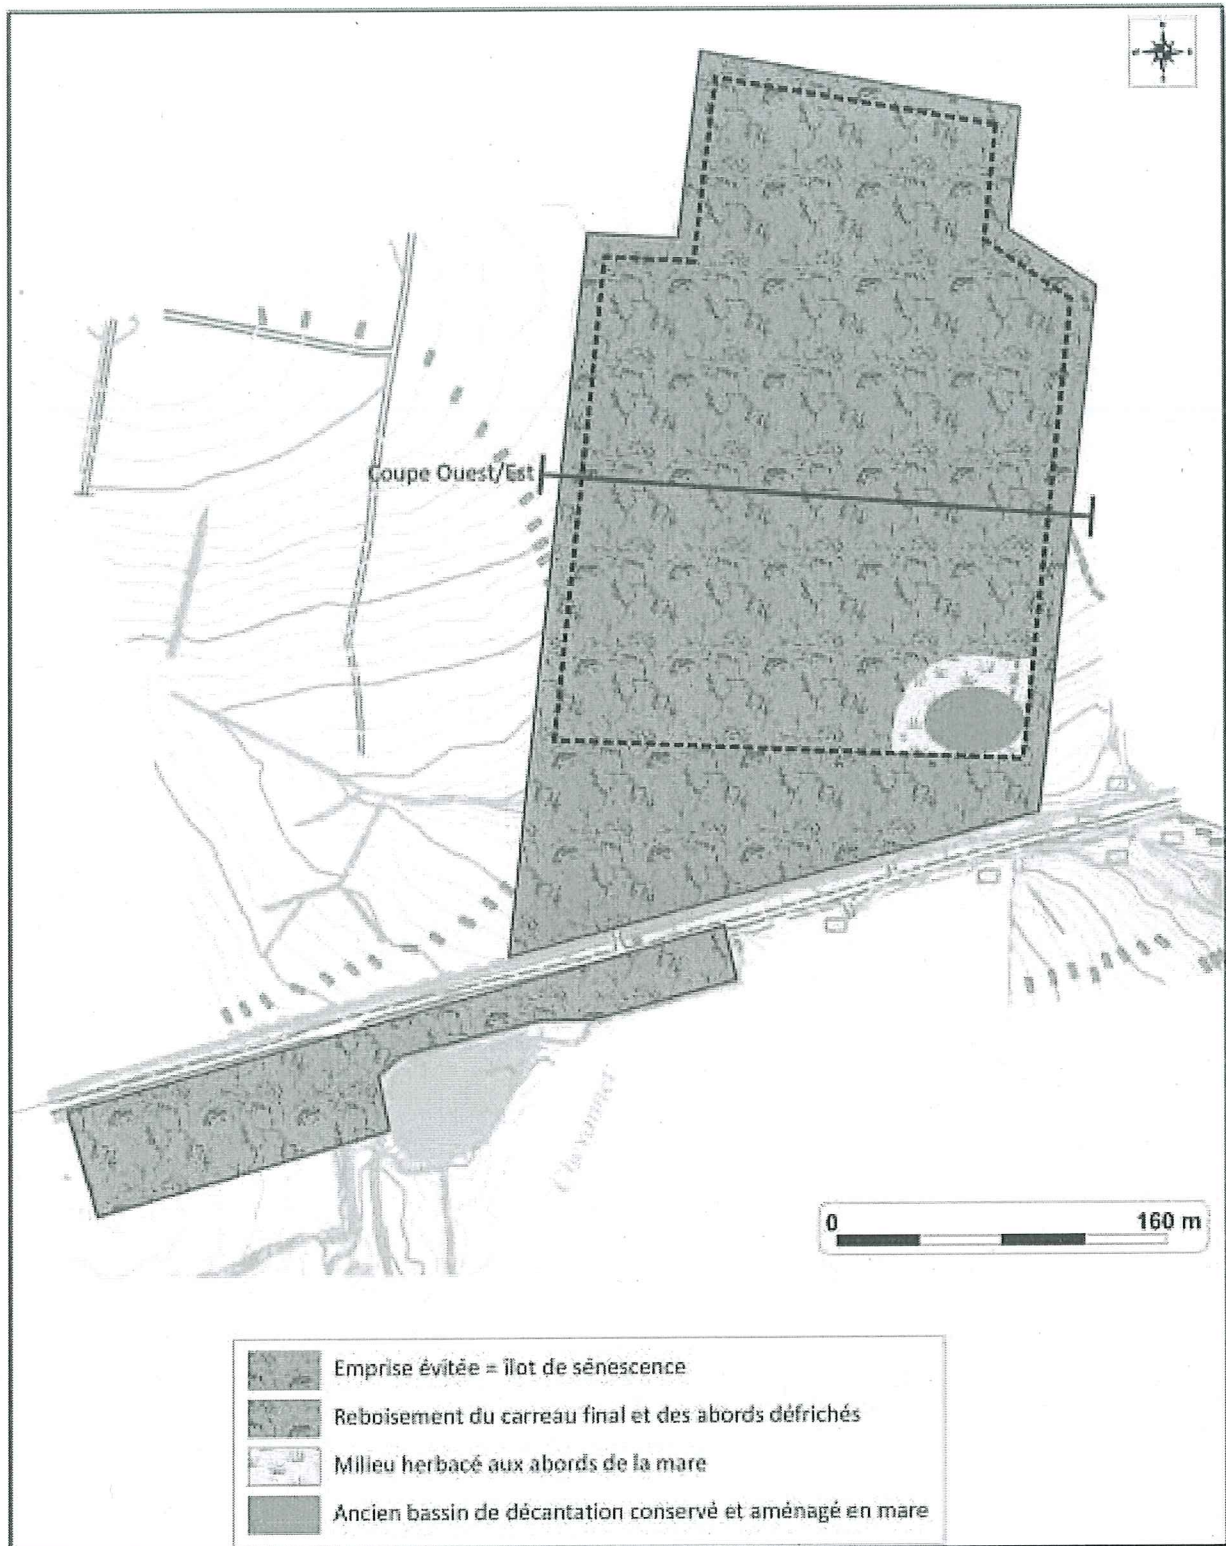 Coupe Ouest/Est
0 160 m
Emprise évitée = îlot de sénescence
Reboisement du carreau final et des abords défrichés
Milieu herbacé aux abords de la mare
Ancien bassin de décantation conservé et aménagé en mare